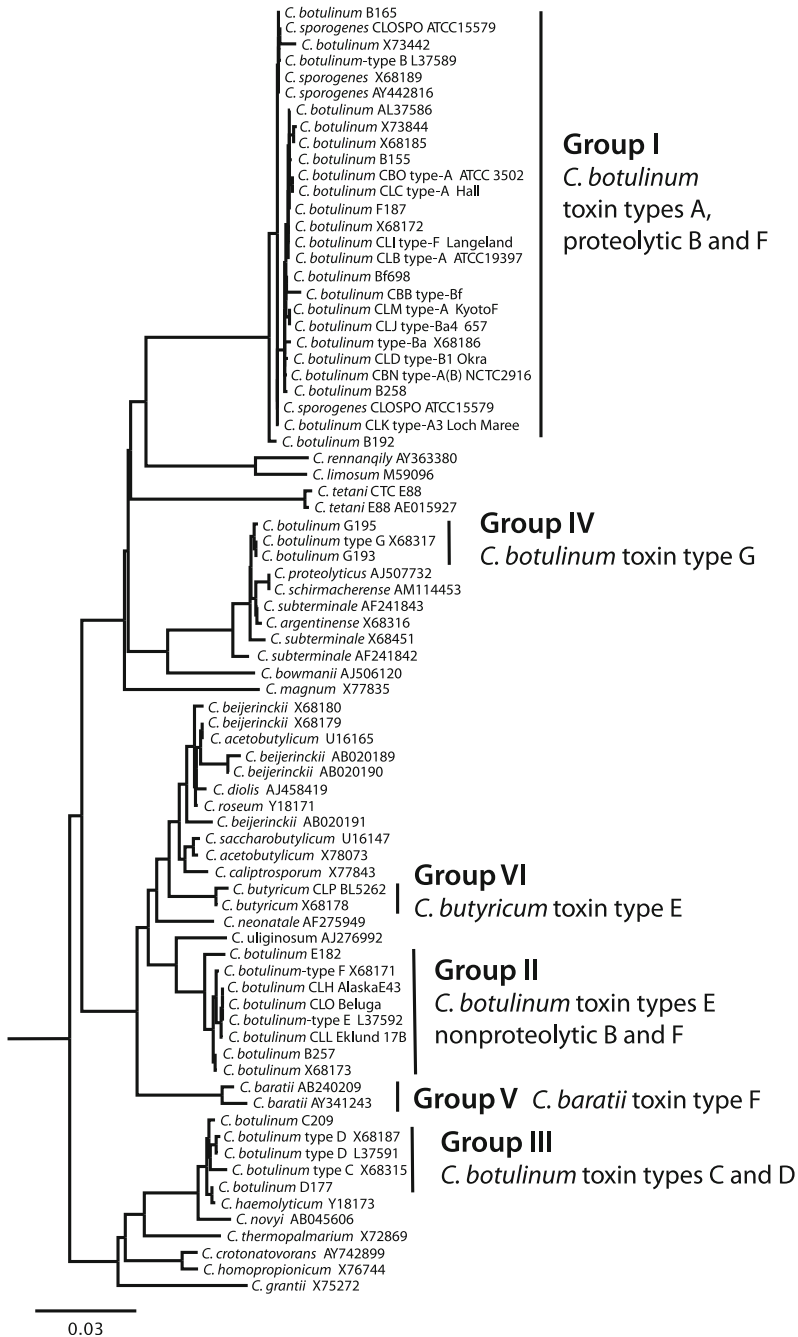 C. botulinum B165
C. sporogenes CLOSPO ATCC15579
C. botulinum X73442
C. botulinum-type B L37589
C. sporogenes X68189
C. sporogenes AY442816
C. botulinum AL37586
C. botulinum X73844
C. botulinum X68185
C. botulinum B155
C. botulinum CBO type-A ATCC 3502
C. botulinum CLC type-A Hall
C. botulinum F187
C. botulinum X68172
C. botulinum CLI type-F Langeland
C. botulinum CLB type-A ATCC19397
C. botulinum Bf698
C. botulinum CBB type-Bf
C. botulinum CLM type-A KyotoF
C. botulinum CLJ type-Ba4 657
C. botulinum type-Ba X68186
C. botulinum CLD type-B1 Okra
C. botulinum CBN type-A(B) NCTC2916
C. botulinum B258
C. sporogenes CLOSPO ATCC15579
C. botulinum CLK type-A3 Loch Maree
C. botulinum B192
Group I
C. botulinum
toxin types A,
proteolytic B and F
C. rennanqily AY363380
C. limosum M59096
C. tetani CTC E88
C. tetani E88 AE015927
C. botulinum G195
C. botulinum type G X68317
C. botulinum G193
Group IV
C. botulinum toxin type G
C. proteolyticus AJ507732
C. schirmacherense AM114453
C. subterminale AF241843
C. argentinense X68316
C. subterminale X68451
C. subterminale AF241842
C. bowmanii AJ506120
C. magnum X77835
C. beijerinckii X68180
C. beijerinckii X68179
C. acetobutylicum U16165
C. beijerinckii AB020189
C. beijerinckii AB020190
C. diolis AJ458419
C. roseum Y18171
C. beijerinckii AB020191
C. saccharobutylicum U16147
C. acetobutylicum X78073
C. caliptrosporum X77843
C. butyricum CLP BL5262
C. butyricum X68178
Group VI
C. butyricum toxin type E
C. neonatale AF275949
C. uliginosum AJ276992
C. botulinum E182
C. botulinum-type F X68171
C. botulinum CLH AlaskaE43
C. botulinum CLO Beluga
C. botulinum-type E L37592
C. botulinum CLL Eklund 17B
C. botulinum B257
C. botulinum X68173
Group II
C. botulinum toxin types E
nonproteolytic B and F
C. baratii AB240209
C. baratii AY341243
Group V C. baratii toxin type F
C. botulinum C209
C. botulinum type D X68187
C. botulinum type D L37591
C. botulinum type C X68315
C. botulinum D177
Group III
C. botulinum toxin types C and D
C. haemolyticum Y18173
C. novyi AB045606
C. thermopalmarium X72869
C. crotonatovorans AY742899
C. homopropionicum X76744
C. grantii X75272
0.03